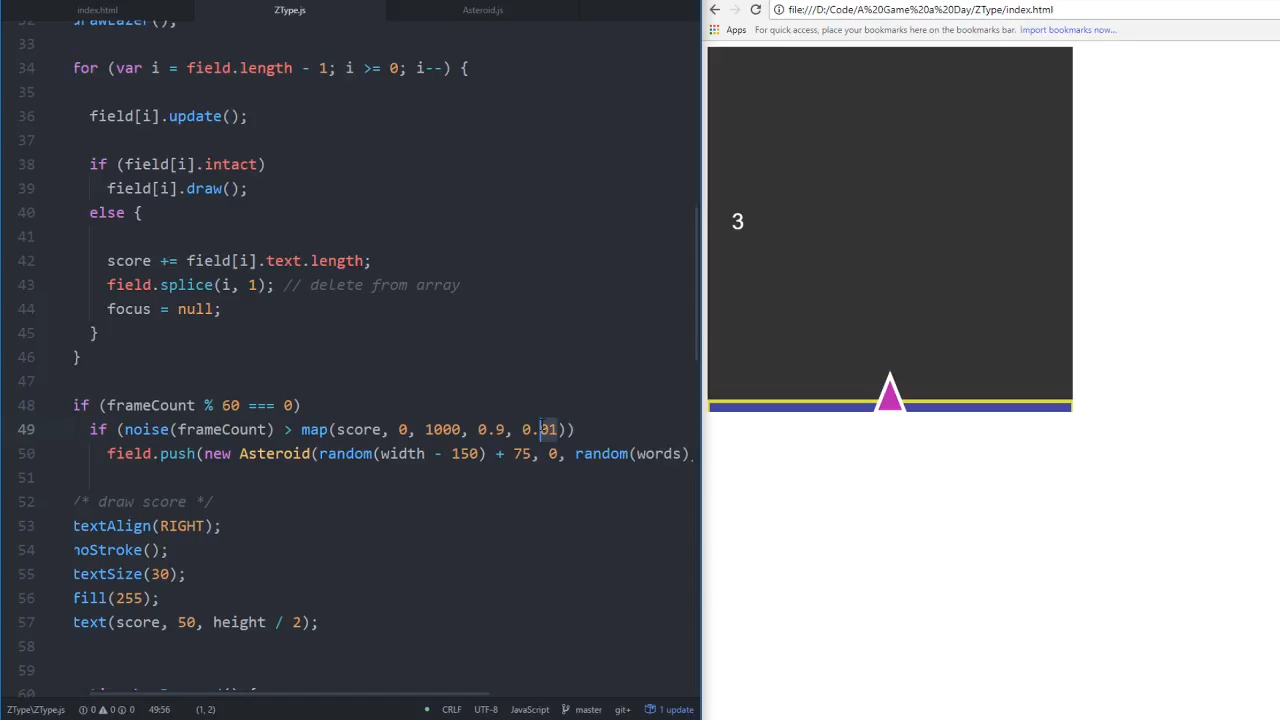 index.html
ZType.js
Asteroid.js
file:///D:/Code/A%20Game%20a%20Day/ZType/index.html
Apps
For quick access, place your bookmarks here on the bookmarks bar.
Import bookmarks now...
32 drawLazer();
33
34 for (var i = field.length - 1; i >= 0; i--) {
35
36 field[i].update();
37
38 if (field[i].intact)
39 field[i].draw();
40 else {
41
42 score += field[i].text.length;
43 field.splice(i, 1); // delete from array
44 focus = null;
45 }
46 }
47
48 if (frameCount % 60 === 0)
49 if (noise(frameCount) > map(score, 0, 1000, 0.9, 0.01))
50 field.push(new Asteroid(random(width - 150) + 75, 0, random(words)
51
52 /* draw score */
53 textAlign(RIGHT);
54 noStroke();
55 textSize(30);
56 fill(255);
57 text(score, 50, height / 2);
58
59
60
3
ZType\ZType.js
0 0 0
49:56
(1, 2)
CRLF
UTF-8
JavaScript
master
git+
1 update